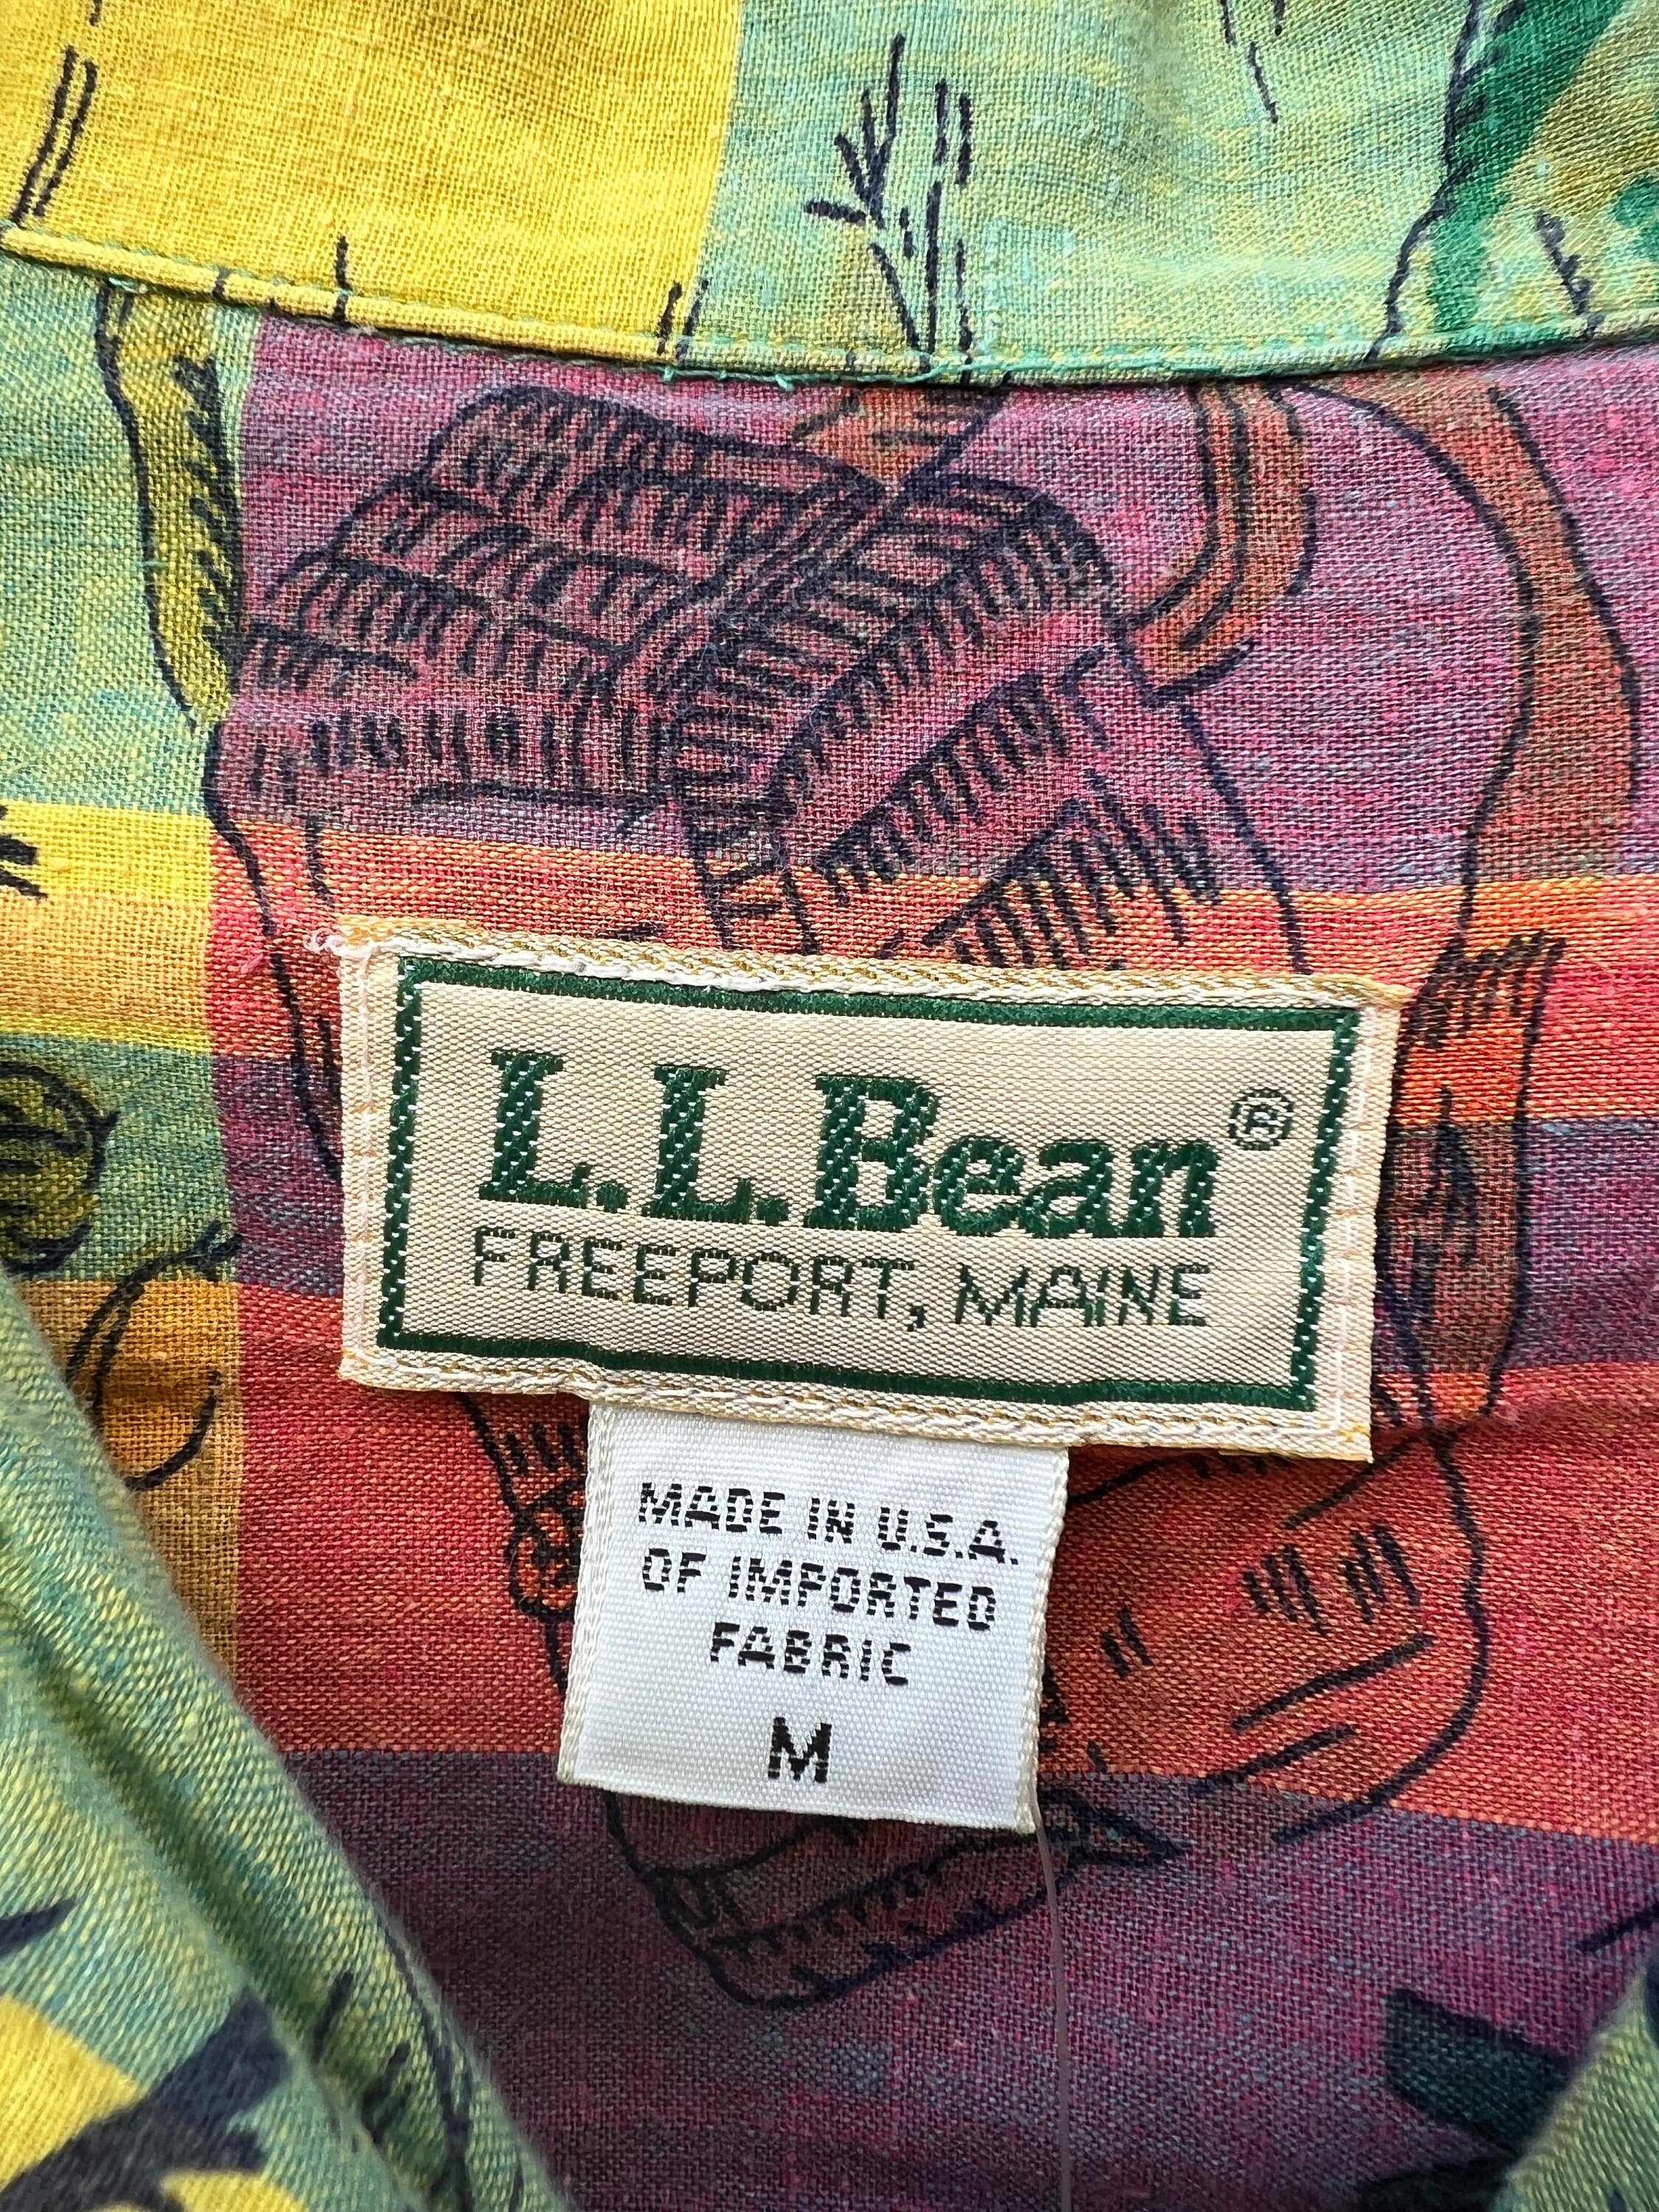 L.L.Bean®
FREEPORT, MAINE
MADE IN U.S.A.
OF IMPORTED
FABRIC
M